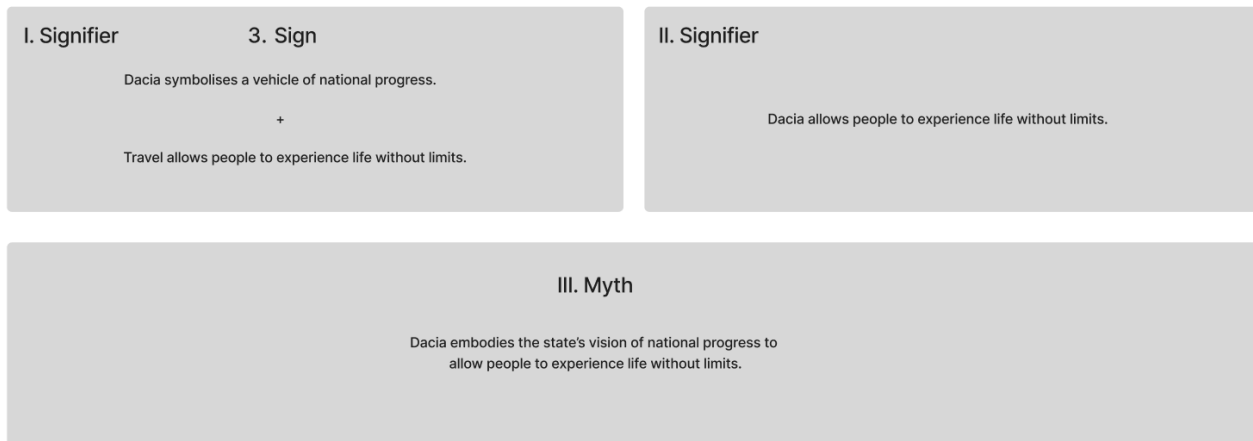 I. Signifier
3. Sign
Dacia symbolises a vehicle of national progress.
+
Travel allows people to experience life without limits.
II. Signifier
Dacia allows people to experience life without limits.
III. Myth
Dacia embodies the state’s vision of national progress to
allow people to experience life without limits.